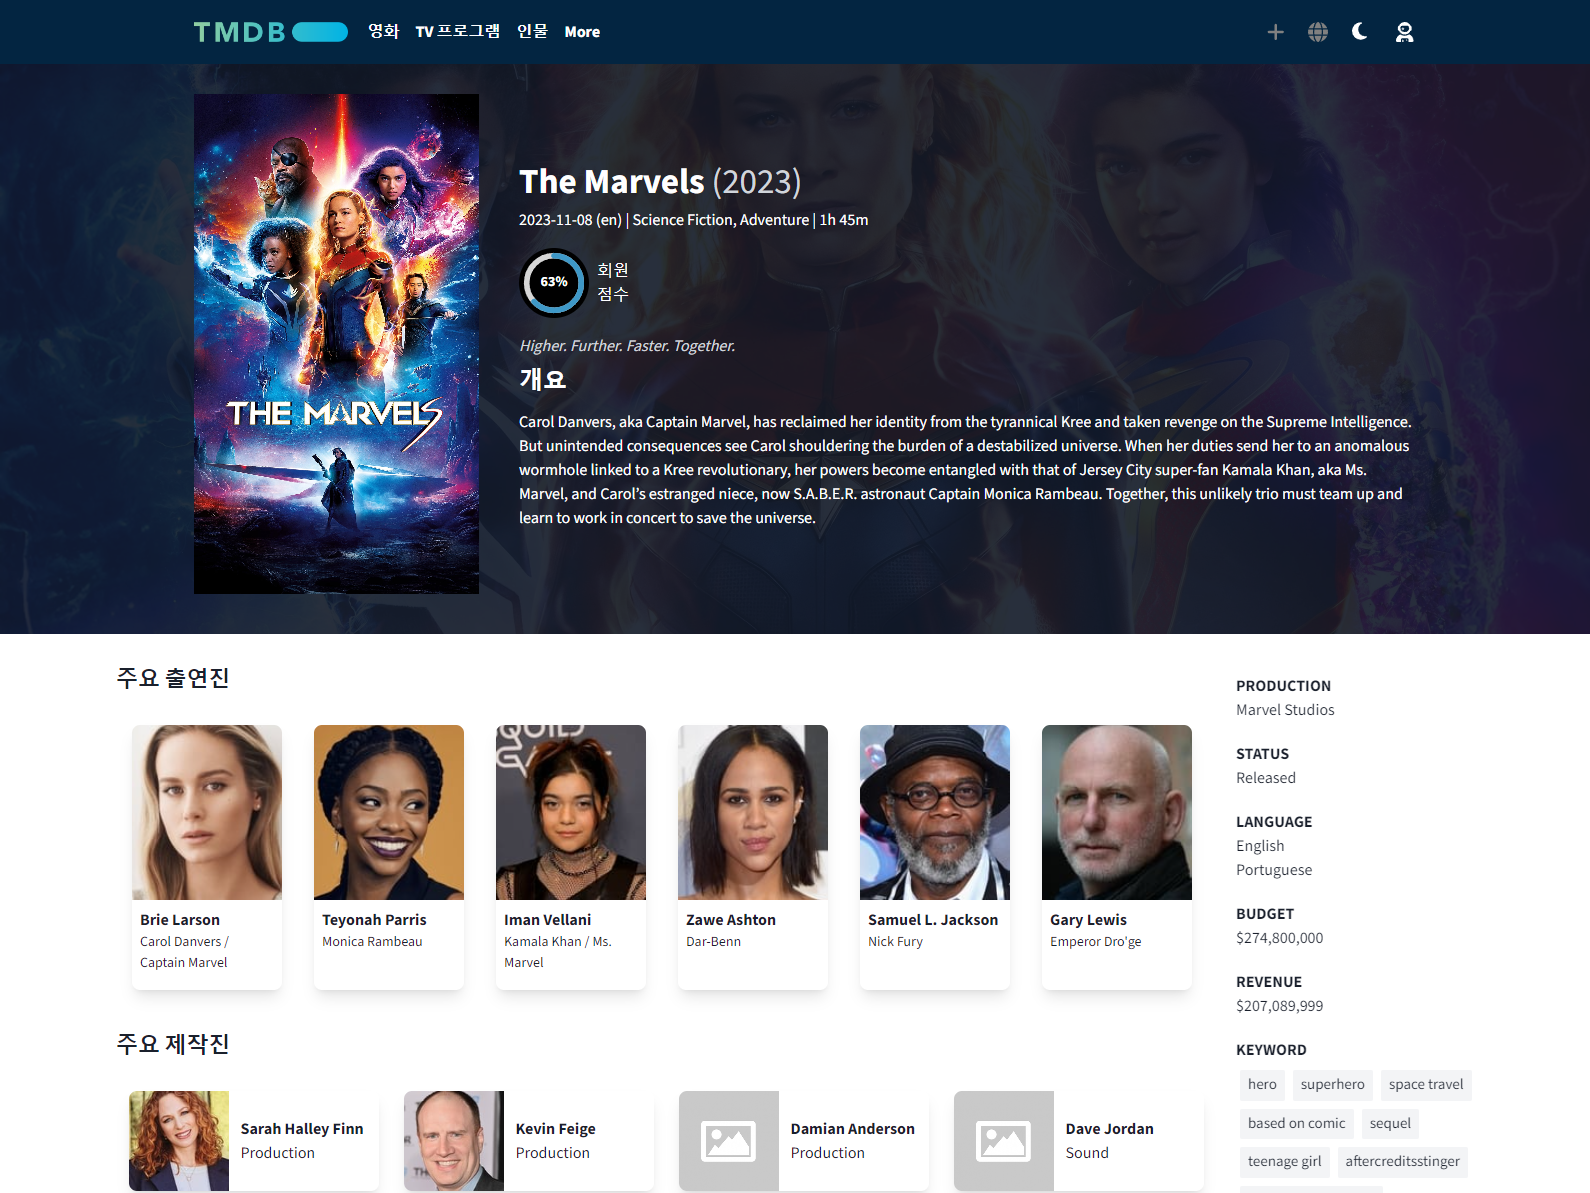 TMDB 영화 TV 프로그램 인물 More
THE MARVELS
The Marvels (2023)
2023-11-08 (en) | Science Fiction, Adventure | 1h 45m
63%
회원
점수
Higher. Further. Faster. Together.
개요
Carol Danvers, aka Captain Marvel, has reclaimed her identity from the tyrannical Kree and taken revenge on the Supreme Intelligence.
But unintended consequences see Carol shouldering the burden of a destabilized universe. When her duties send her to an anomalous
wormhole linked to a Kree revolutionary, her powers become entangled with that of Jersey City super-fan Kamala Khan, aka Ms.
Marvel, and Carol’s estranged niece, now S.A.B.E.R. astronaut Captain Monica Rambeau. Together, this unlikely trio must team up and
learn to work in concert to save the universe.
주요 출연진
Brie Larson
Carol Danvers /
Captain Marvel
Teyonah Parris
Monica Rambeau
Iman Vellani
Kamala Khan / Ms.
Marvel
Zawe Ashton
Dar-Benn
Samuel L. Jackson
Nick Fury
Gary Lewis
Emperor Dro'ge
주요 제작진
Sarah Halley Finn
Production
Kevin Feige
Production
Damian Anderson
Production
Dave Jordan
Sound
PRODUCTION
Marvel Studios
STATUS
Released
LANGUAGE
English
Portuguese
BUDGET
$274,800,000
REVENUE
$207,089,999
KEYWORD
hero superhero space travel
based on comic sequel
teenage girl aftercreditsstinger